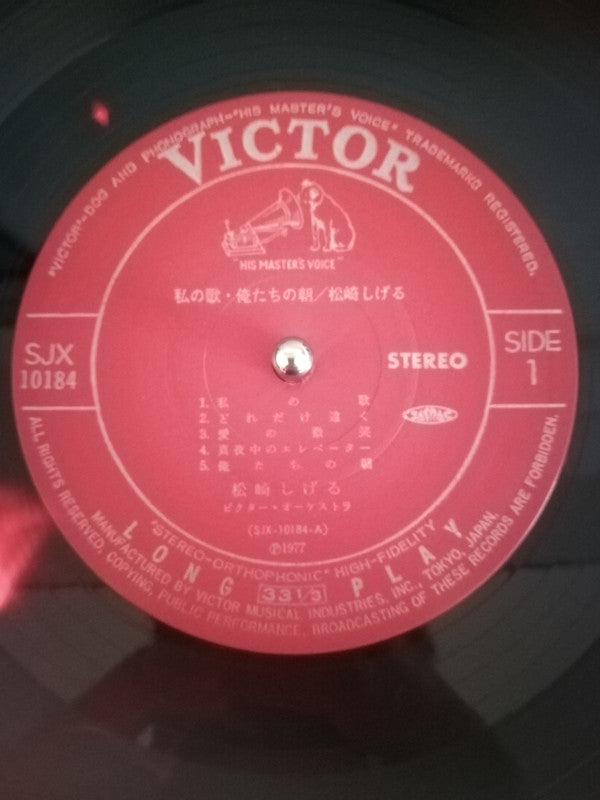 "VICTOR"-DOG AND PHONOGRAPH-"HIS MASTER'S VOICE" TRADEMARKS REGISTERED.
VICTOR
"HIS MASTER'S VOICE"
私の歌・俺たちの朝/松崎しげる
SJX
10184
STEREO
SIDE
1
1. 私の歌
2. どれだけ遠く
3. 愛の微笑
4. 真夜中のエレベーター
5. 俺たちの朝
松崎しげる
ビクター・オーケストラ
(SJX-10184-A)
Ⓟ1977
"STEREO-ORTHOPHONIC" HIGH-FIDELITY
LONG 33 1/3 PLAY
MANUFACTURED BY VICTOR MUSICAL INDUSTRIES, INC. TOKYO, JAPAN.
ALL RIGHTS RESERVED, COPYING, PUBLIC PERFORMANCE, BROADCASTING OF THESE RECORDS ARE FORBIDDEN.